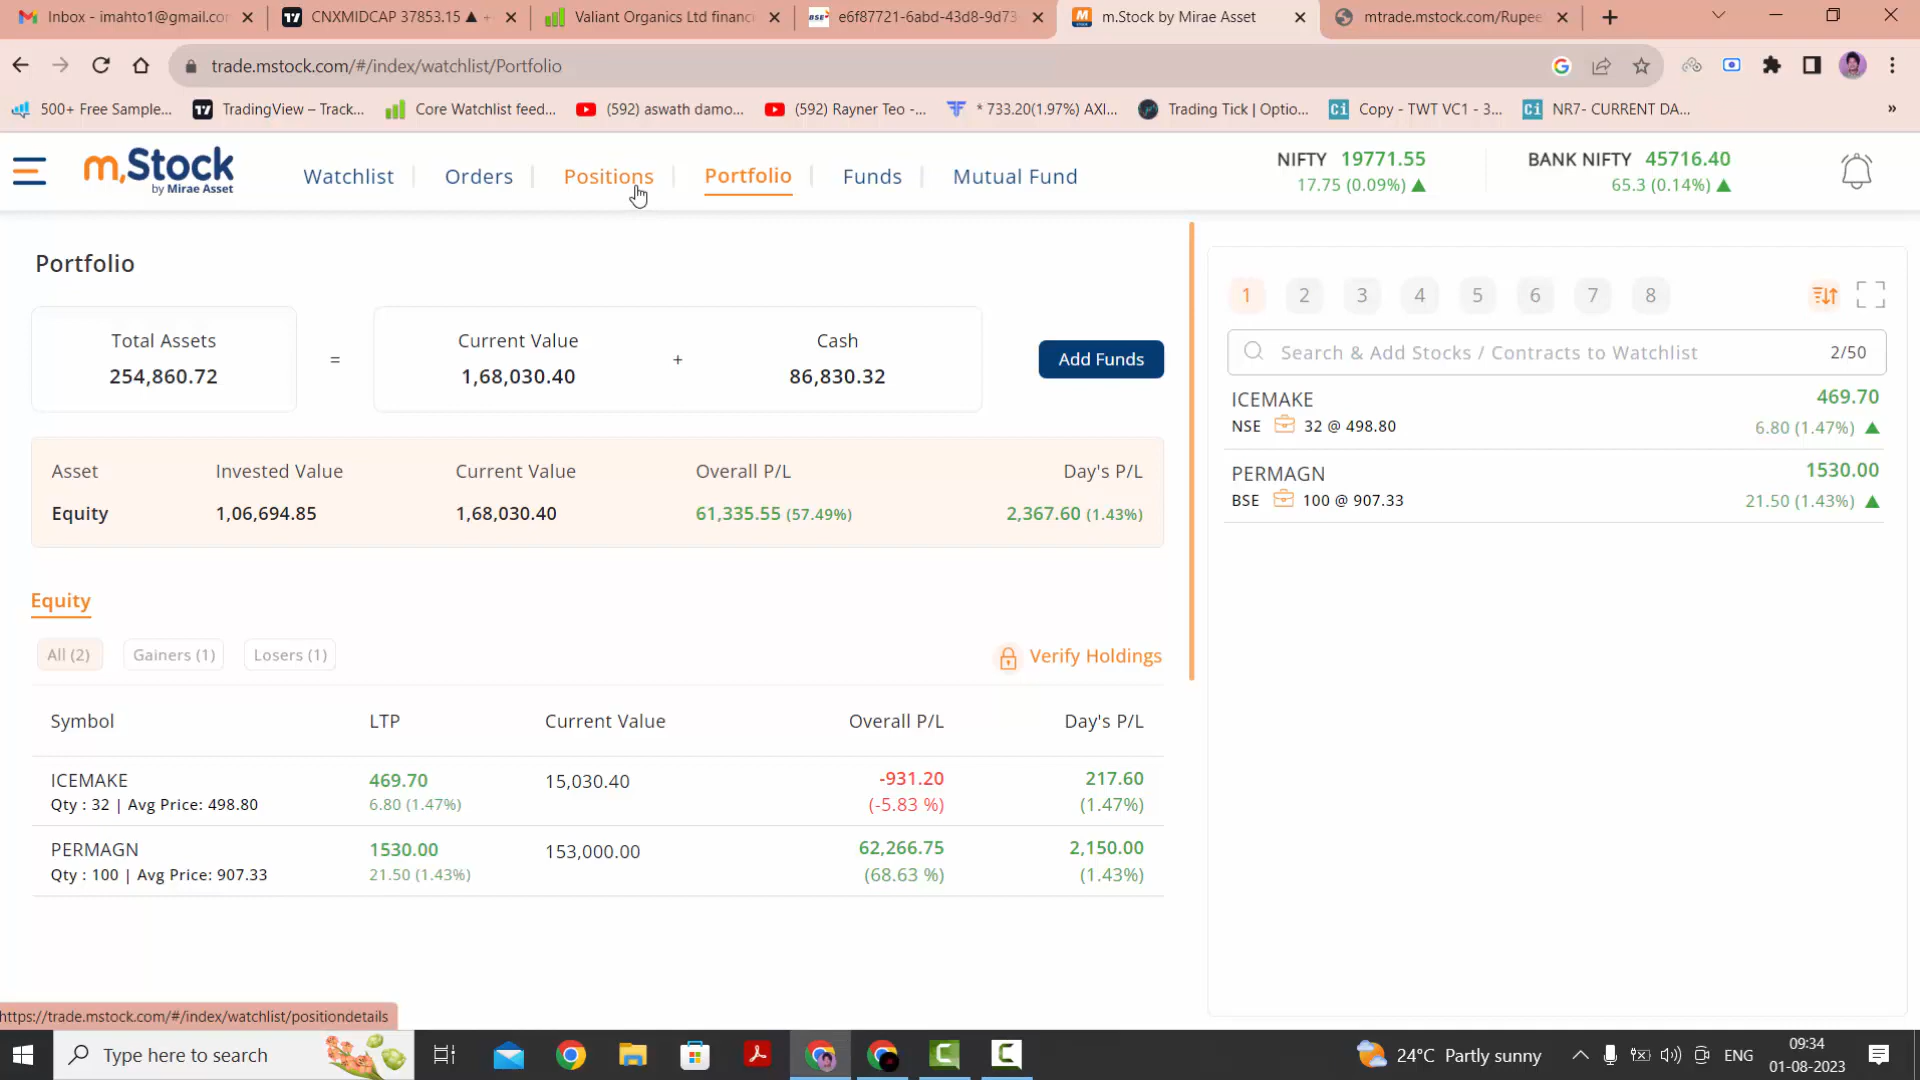 Inbox - imahto1@gmail.co
CNXMIDCAP 37853.15 ▲ +
Valiant Organics Ltd financ
e6f87721-6abd-43d8-9d73-
m.Stock by Mirae Asset
mtrade.mstock.com/Rupee
trade.mstock.com/#/index/watchlist/Portfolio
500+ Free Sample...
TradingView – Track...
Core Watchlist feed...
(592) aswath damo...
(592) Rayner Teo -...
* 733.20(1.97%) AXI...
Trading Tick | Optio...
Copy - TWT VC1 - 3...
NR7- CURRENT DA...
»
m.Stock
by Mirae Asset
Watchlist
Orders
Positions
Portfolio
Funds
Mutual Fund
NIFTY 19771.55
17.75 (0.09%) ▲
BANK NIFTY 45716.40
65.3 (0.14%) ▲
Portfolio
Total Assets
254,860.72
=
Current Value
1,68,030.40
+
Cash
86,830.32
Add Funds
Asset Invested Value Current Value Overall P/L Day's P/L
Equity 1,06,694.85 1,68,030.40 61,335.55 (57.49%) 2,367.60 (1.43%)
Equity
All (2) Gainers (1) Losers (1)
Verify Holdings
Symbol LTP Current Value Overall P/L Day's P/L
ICEMAKE 469.70 15,030.40 -931.20 217.60
Qty : 32 | Avg Price: 498.80 6.80 (1.47%) (-5.83 %) (1.47%)
PERMAGN 1530.00 153,000.00 62,266.75 2,150.00
Qty : 100 | Avg Price: 907.33 21.50 (1.43%) (68.63 %) (1.43%)
1 2 3 4 5 6 7 8
Search & Add Stocks / Contracts to Watchlist 2/50
ICEMAKE 469.70
NSE 32 @ 498.80 6.80 (1.47%) ▲
PERMAGN 1530.00
BSE 100 @ 907.33 21.50 (1.43%) ▲
https://trade.mstock.com/#/index/watchlist/positiondetails
Type here to search
24°C Partly sunny
ENG
09:34
01-08-2023